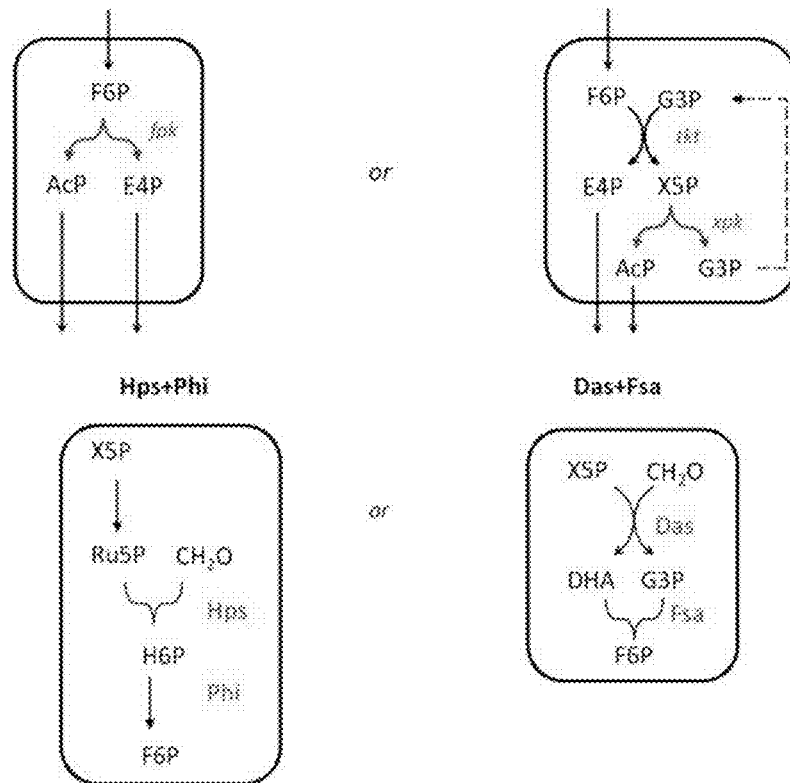 F6P
fpk
AcP E4P
or
F6P G3P
tkt
E4P X5P
xpk
AcP G3P
Hps+Phi
X5P
Ru5P CH₂O
Hps
H6P
Phi
F6P
or
Das+Fsa
X5P CH₂O
Das
DHA G3P
Fsa
F6P